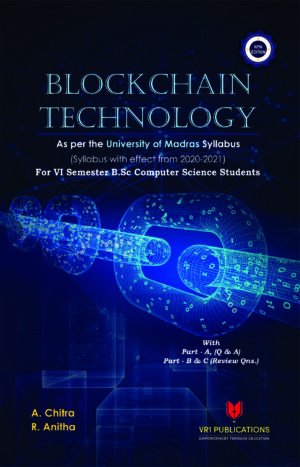 NEW
EDITION
BLOCKCHAIN
TECHNOLOGY
As per the University of Madras Syllabus
(Syllabus with effect from 2020-2021)
For VI Semester B.Sc Computer Science Students
With
Part - A, (Q & A)
Part - B & C (Review Qns.)
A. Chitra
R. Anitha
VR1 PUBLICATIONS
EMPOWERMENT THROUGH EDUCATION